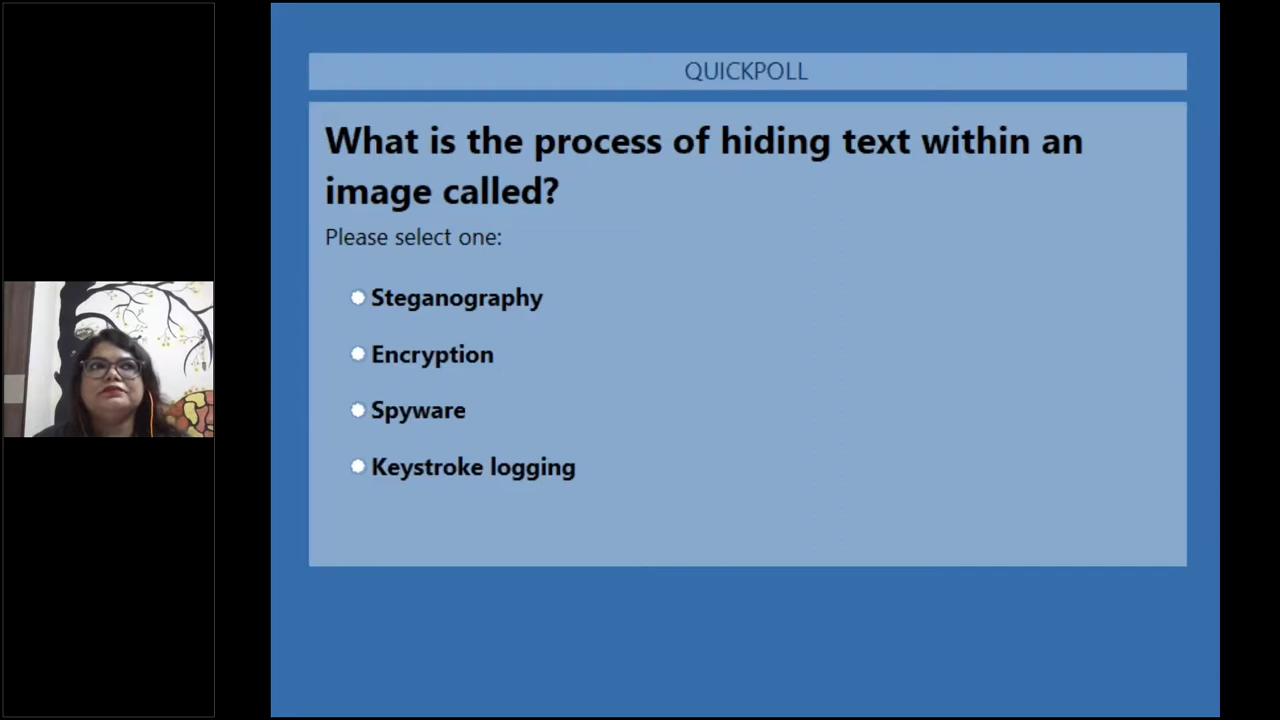 QUICKPOLL
What is the process of hiding text within an
image called?
Please select one:
Steganography
Encryption
Spyware
Keystroke logging